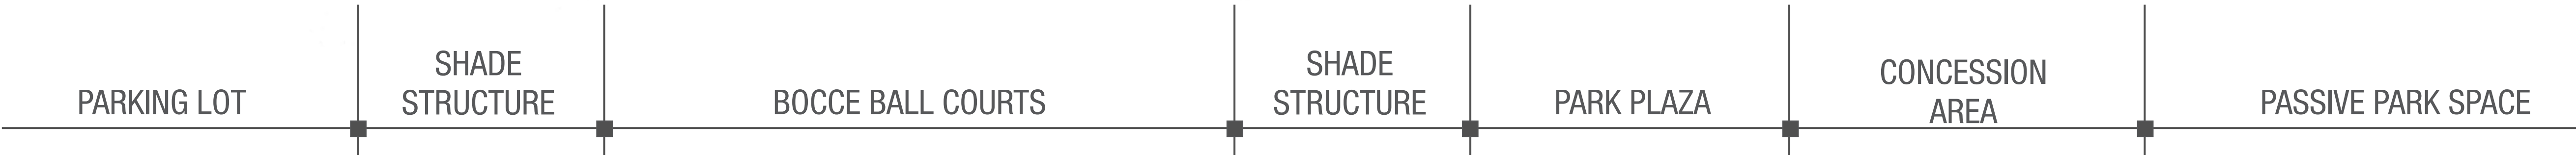 PARKING LOT
SHADE
STRUCTURE
BOCCE BALL COURTS
SHADE
STRUCTURE
PARK PLAZA
CONCESSION
AREA
PASSIVE PARK SPACE